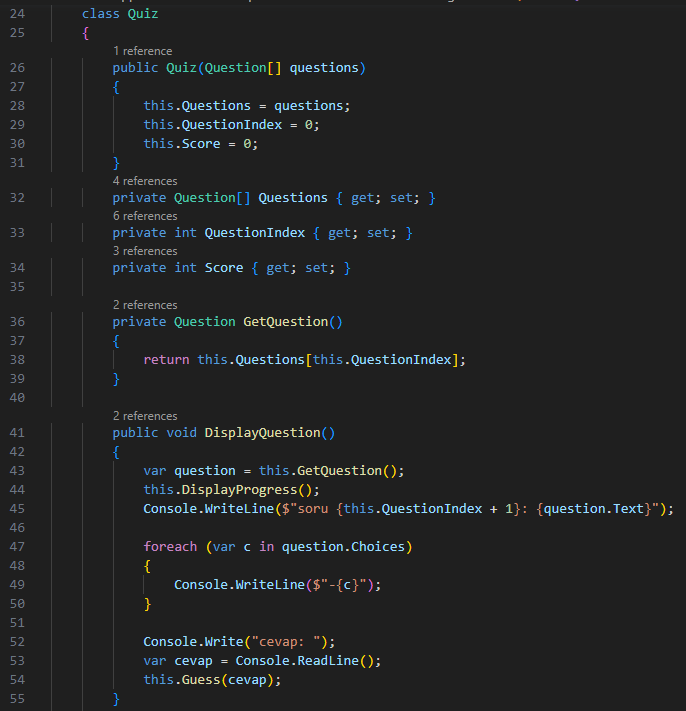 24 class Quiz
25 {
1 reference
26 public Quiz(Question[] questions)
27 {
28 this.Questions = questions;
29 this.QuestionIndex = 0;
30 this.Score = 0;
31 }
4 references
32 private Question[] Questions { get; set; }
6 references
33 private int QuestionIndex { get; set; }
3 references
34 private int Score { get; set; }
35
2 references
36 private Question GetQuestion()
37 {
38 return this.Questions[this.QuestionIndex];
39 }
40
2 references
41 public void DisplayQuestion()
42 {
43 var question = this.GetQuestion();
44 this.DisplayProgress();
45 Console.WriteLine($"soru {this.QuestionIndex + 1}: {question.Text}");
46
47 foreach (var c in question.Choices)
48 {
49 Console.WriteLine($"-{c}");
50 }
51
52 Console.Write("cevap: ");
53 var cevap = Console.ReadLine();
54 this.Guess(cevap);
55 }